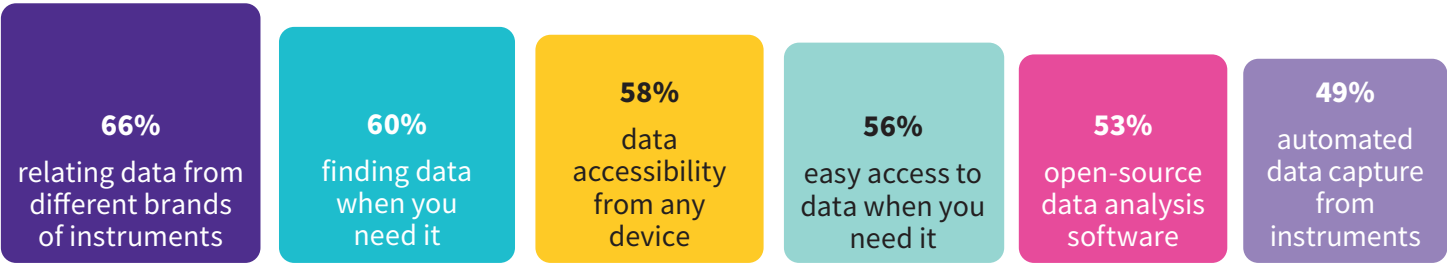 66%
relating data from
different brands
of instruments
60%
finding data
when you
need it
58%
data
accessibility
from any
device
56%
easy access to
data when you
need it
53%
open-source
data analysis
software
49%
automated
data capture
from
instruments